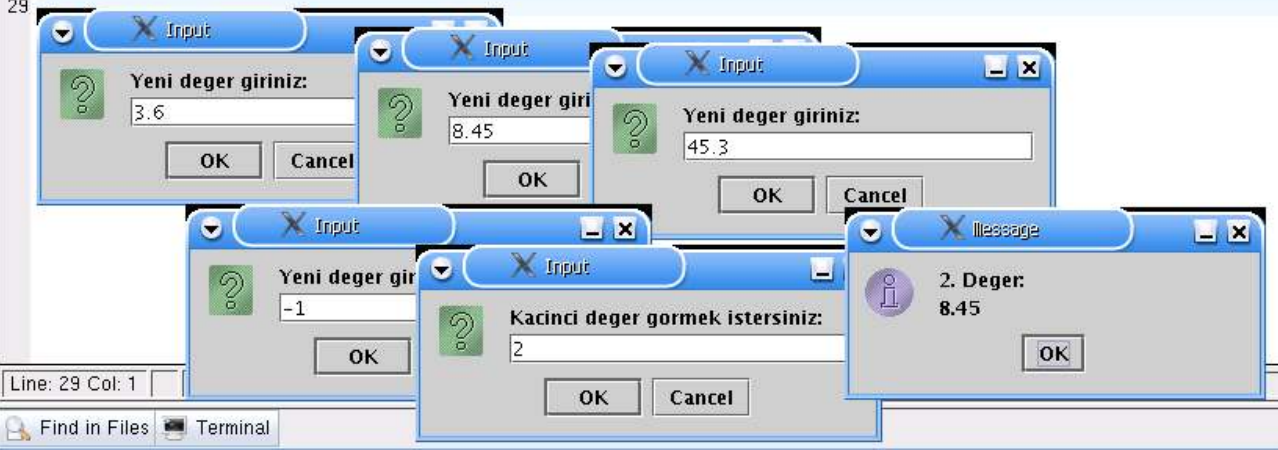 29
Input
Yeni deger giriniz:
3.6
OK Cancel
Input
Yeni deger giri
8.45
OK
Input
Yeni deger giriniz:
45.3
OK Cancel
Input
Yeni deger gir
-1
OK
Input
Kacinci deger gormek istersiniz:
2
OK Cancel
Message
2. Deger:
8.45
OK
Line: 29 Col: 1
Find in Files Terminal